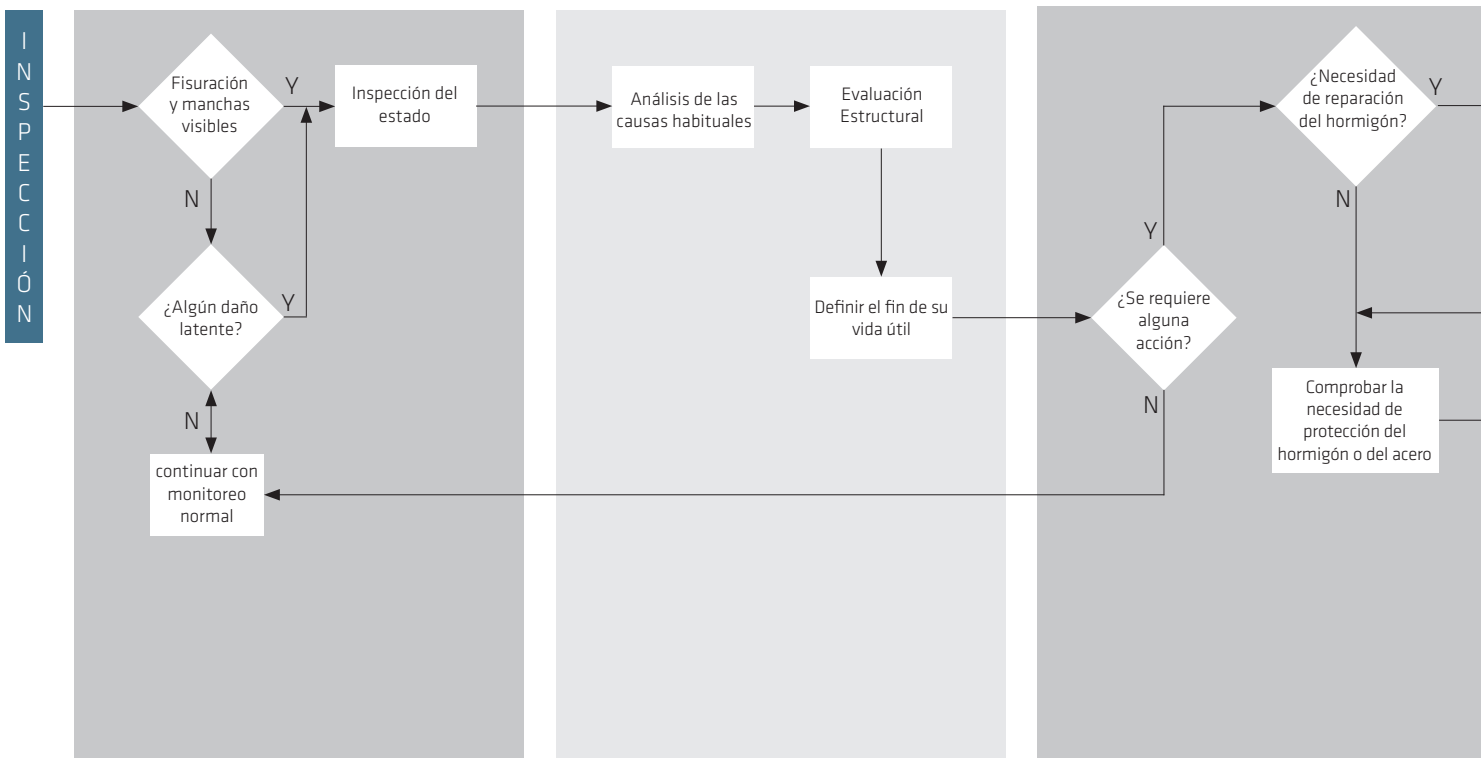 INSPECCIÓN
Fisuración
y manchas
visibles
Y
N
Inspección del
estado
¿Algún daño
latente?
Y
N
continuar con
monitoreo
normal
Análisis de las
causas habituales
Evaluación
Estructural
Definir el fin de su
vida útil
¿Se requiere
alguna
acción?
Y
N
¿Necesidad
de reparación
del hormigón?
Y
N
Comprobar la
necesidad de
protección del
hormigón o del acero